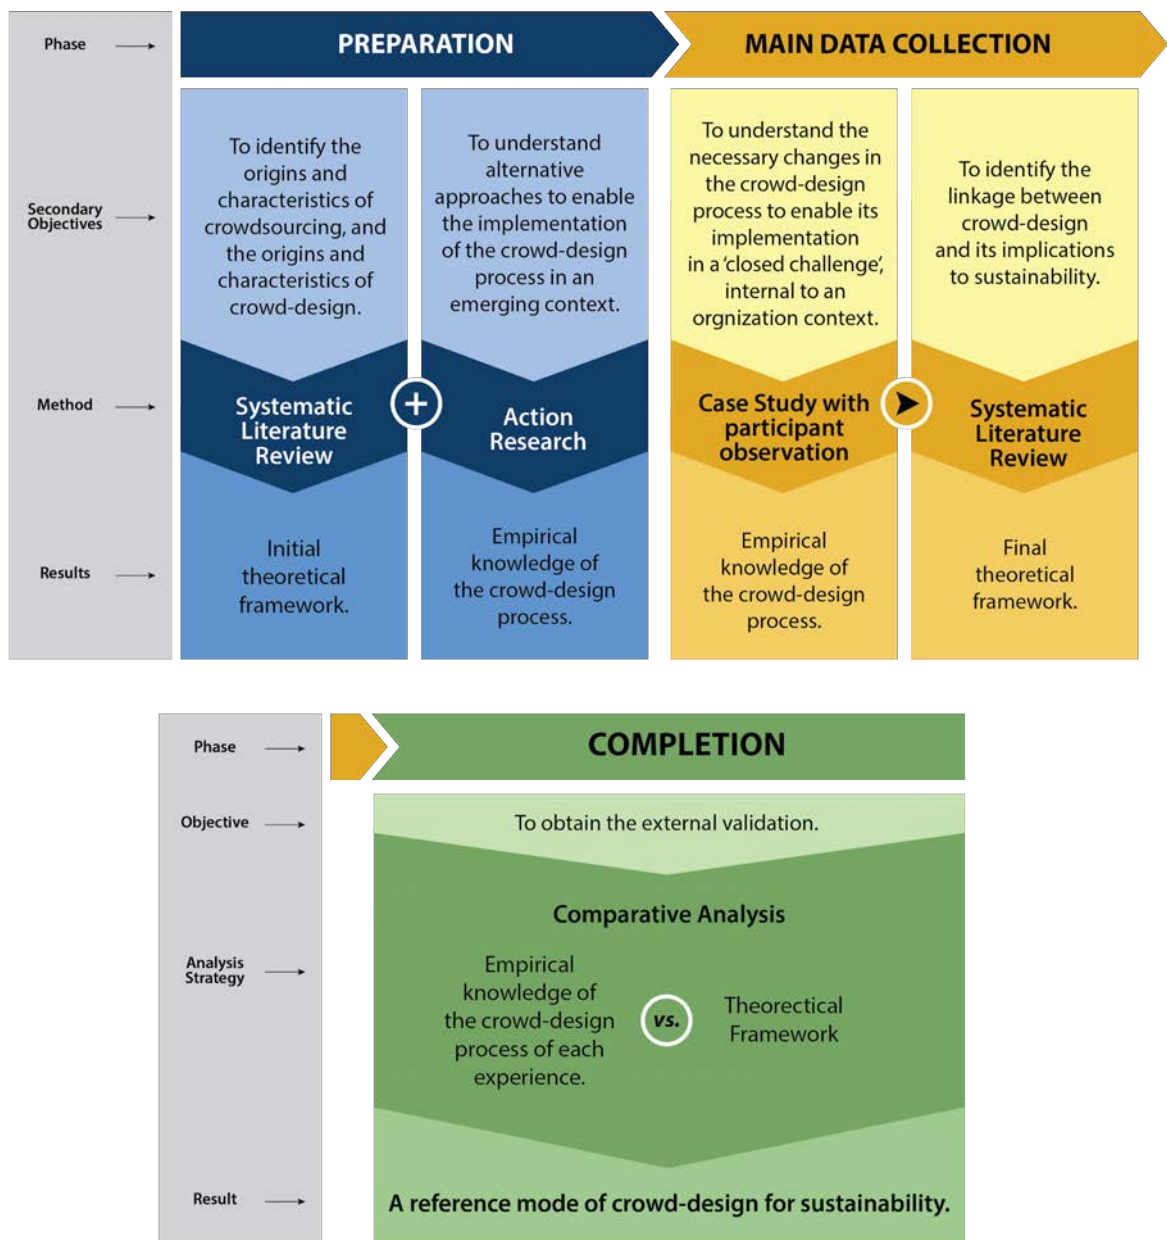 Phase
PREPARATION
MAIN DATA COLLECTION
Secondary
Objectives
To identify the
origins and
characteristics of
crowdsourcing, and
the origins and
characteristics of
crowd-design.
To understand
alternative
approaches to enable
the implementation
of the crowd-design
process in an
emerging context.
To understand the
necessary changes in
the crowd-design
process to enable its
implementation
in a 'closed challenge',
internal to an
orgnization context.
To identify the
linkage between
crowd-design
and its implications
to sustainability.
Method
Systematic
Literature
Review
+
Action
Research
Case Study with
participant
observation
Systematic
Literature
Review
Results
Initial
theoretical
framework.
Empirical
knowledge of
the crowd-design
process.
Empirical
knowledge of
the crowd-design
process.
Final
theoretical
framework.
Phase
COMPLETION
Objective
To obtain the external validation.
Analysis
Strategy
Comparative Analysis
Empirical
knowledge of
the crowd-design
process of each
experience.
vs.
Theorectical
Framework
Result
A reference mode of crowd-design for sustainability.